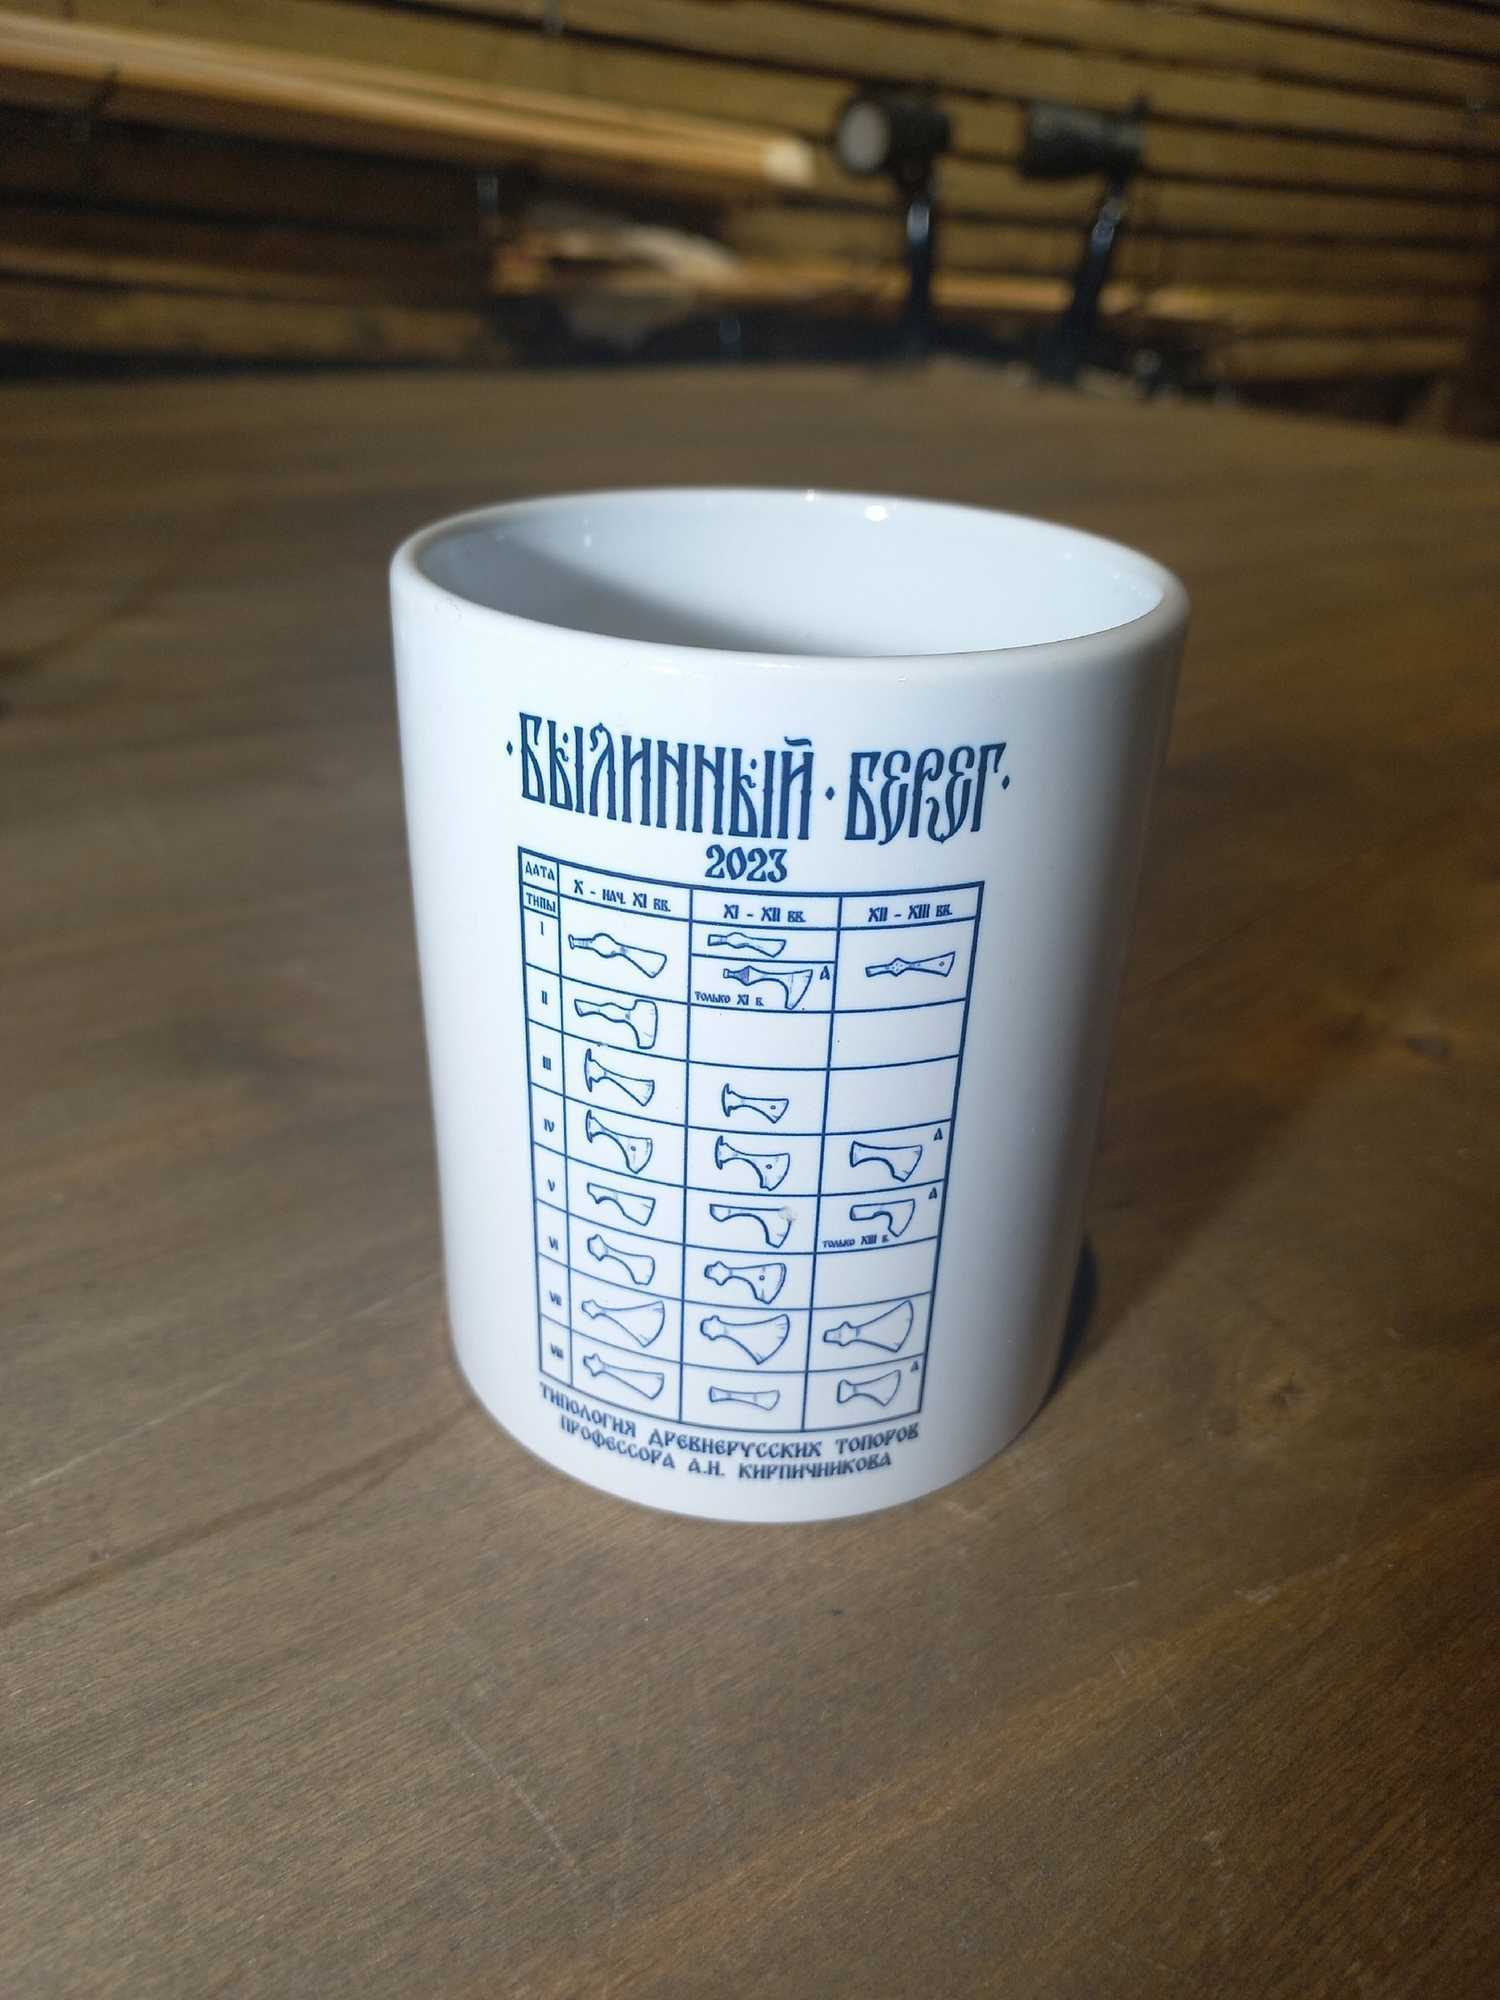 ·БЫЛИННЫЙ·БЕРЕГ·
2023
ДАТА
ТИПЫ
X - НАЧ. XI ВВ.
XI - XII ВВ.
XII - XIII ВВ.
I
А
ТОЛЬКО XI В.
II
III
IV
А
V
А
ТОЛЬКО XIII В.
VI
VII
VIII
А
ТИПОЛОГИЯ ДРЕВНЕРУССКИХ ТОПОРОВ
ПРОФЕССОРА А.Н. КИРПИЧНИКОВА